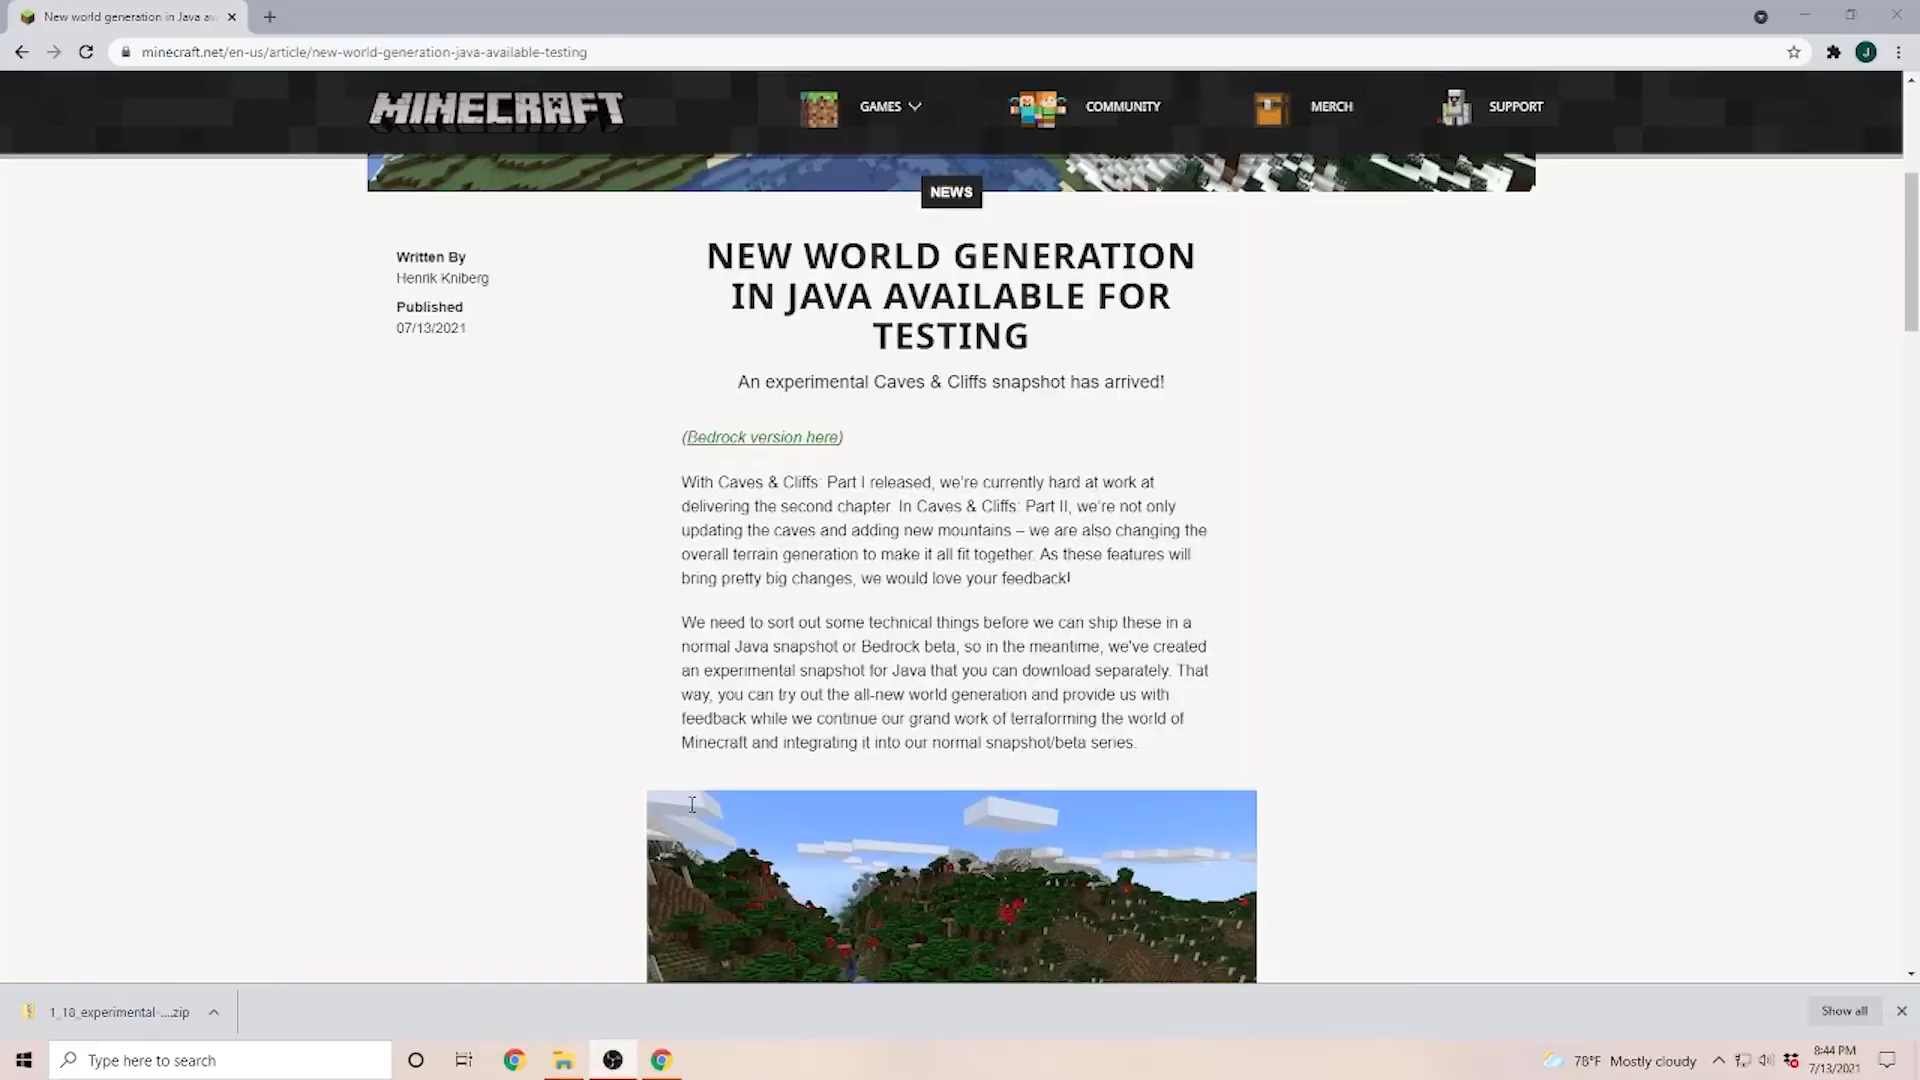 New world generation in Java av
minecraft.net/en-us/article/new-world-generation-java-available-testing
J
MINECRAFT
GAMES
COMMUNITY
MERCH
SUPPORT
NEWS
Written By
Henrik Kniberg
Published
07/13/2021
NEW WORLD GENERATION
IN JAVA AVAILABLE FOR
TESTING
An experimental Caves & Cliffs snapshot has arrived!
(Bedrock version here)
With Caves & Cliffs: Part I released, we're currently hard at work at
delivering the second chapter. In Caves & Cliffs: Part II, we're not only
updating the caves and adding new mountains – we are also changing the
overall terrain generation to make it all fit together. As these features will
bring pretty big changes, we would love your feedback!
We need to sort out some technical things before we can ship these in a
normal Java snapshot or Bedrock beta, so in the meantime, we've created
an experimental snapshot for Java that you can download separately. That
way, you can try out the all-new world generation and provide us with
feedback while we continue our grand work of terraforming the world of
Minecraft and integrating it into our normal snapshot/beta series.
1_18_experimental-....zip
Show all
Type here to search
78°F Mostly cloudy
8:44 PM
7/13/2021